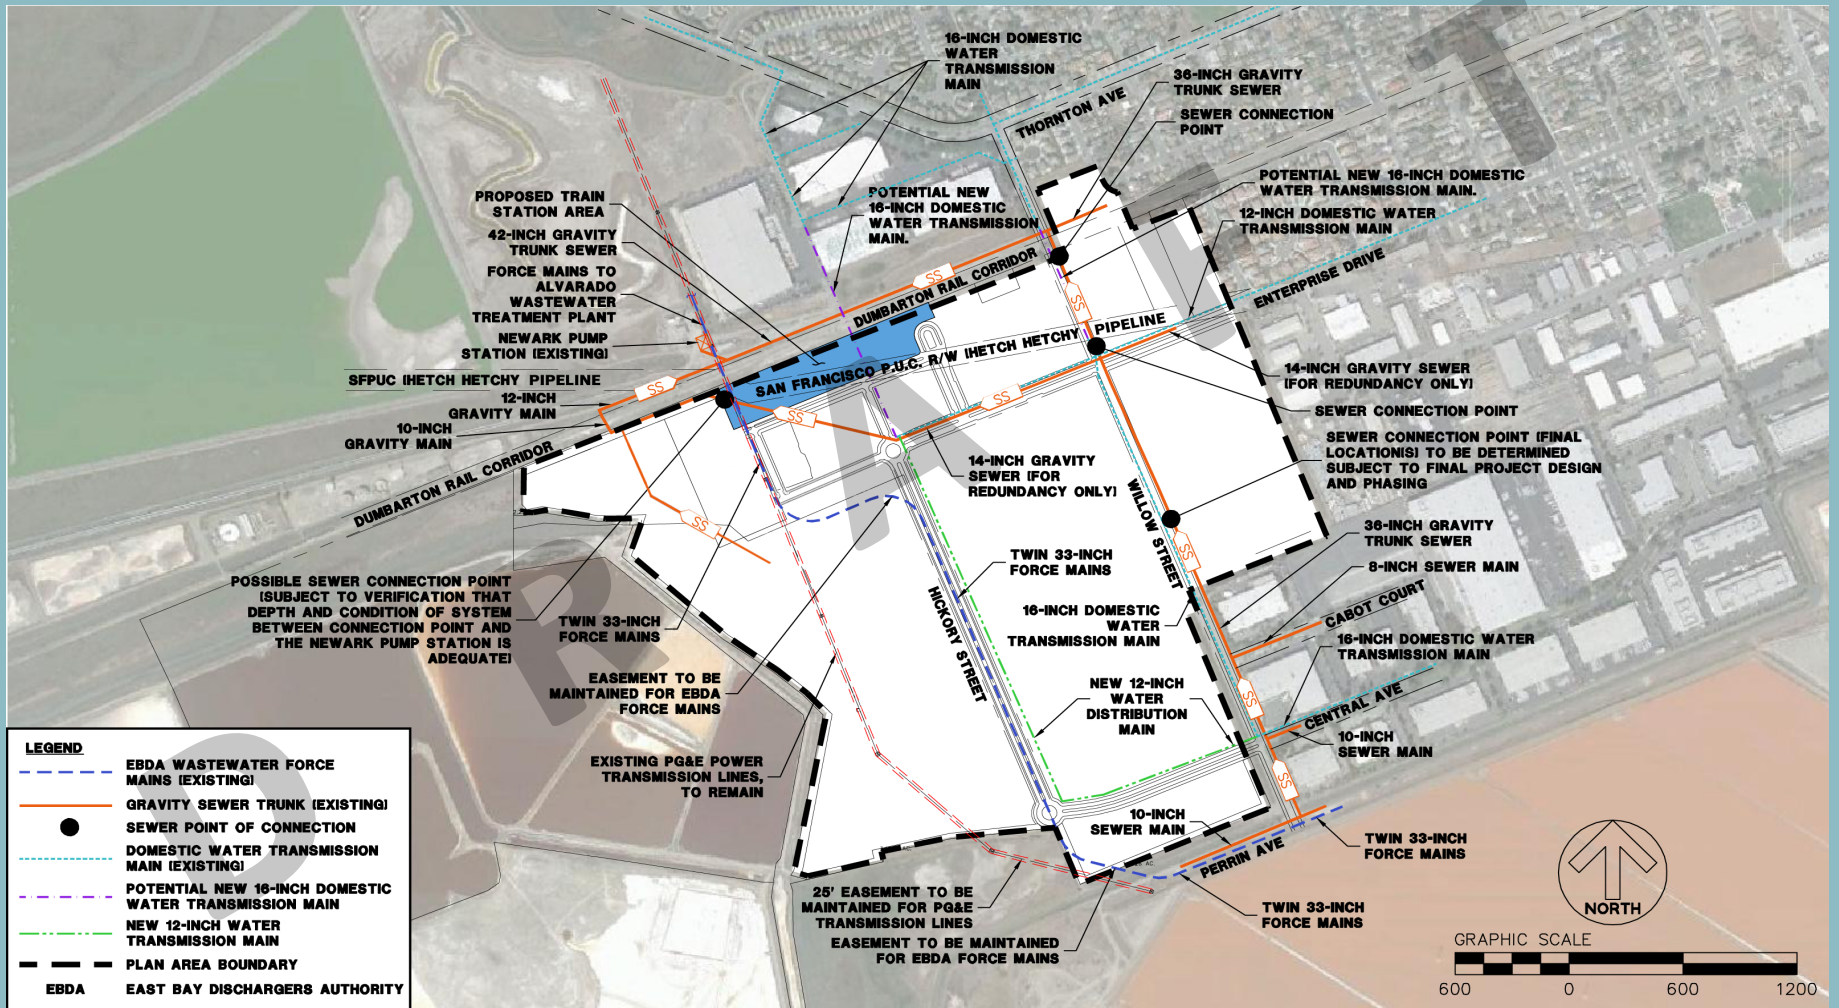 16-INCH DOMESTIC
WATER
TRANSMISSION
MAIN
36-INCH GRAVITY
TRUNK SEWER
SEWER CONNECTION
POINT
THORNTON AVE
POTENTIAL NEW 16-INCH DOMESTIC
WATER TRANSMISSION MAIN.
12-INCH DOMESTIC WATER
TRANSMISSION MAIN
POTENTIAL NEW
16-INCH DOMESTIC
WATER TRANSMISSION
MAIN.
PROPOSED TRAIN
STATION AREA
42-INCH GRAVITY
TRUNK SEWER
FORCE MAINS TO
ALVARADO
WASTEWATER
TREATMENT PLANT
NEWARK PUMP
STATION (EXISTING)
SFPUC (HETCH HETCHY PIPELINE
12-INCH
GRAVITY MAIN
10-INCH
GRAVITY MAIN
DUMBARTON RAIL CORRIDOR
DUMBARTON RAIL CORRIDOR
SAN FRANCISCO P.U.C. R/W (HETCH HETCHY) PIPELINE
ENTERPRISE DRIVE
SS
SS
SS
SS
SS
SS
SS
SS
SS
14-INCH GRAVITY SEWER
(FOR REDUNDANCY ONLY)
SEWER CONNECTION POINT
SEWER CONNECTION POINT (FINAL
LOCATION(S) TO BE DETERMINED
SUBJECT TO FINAL PROJECT DESIGN
AND PHASING
14-INCH GRAVITY
SEWER (FOR
REDUNDANCY ONLY)
WILLOW STREET
36-INCH GRAVITY
TRUNK SEWER
8-INCH SEWER MAIN
CABOT COURT
16-INCH DOMESTIC WATER
TRANSMISSION MAIN
CENTRAL AVE
10-INCH
SEWER MAIN
POSSIBLE SEWER CONNECTION POINT
(SUBJECT TO VERIFICATION THAT
DEPTH AND CONDITION OF SYSTEM
BETWEEN CONNECTION POINT AND
THE NEWARK PUMP STATION IS
ADEQUATE)
TWIN 33-INCH
FORCE MAINS
TWIN 33-INCH
FORCE MAINS
16-INCH DOMESTIC
WATER
TRANSMISSION MAIN
HICKORY STREET
EASEMENT TO BE
MAINTAINED FOR EBDA
FORCE MAINS
NEW 12-INCH
WATER
DISTRIBUTION
MAIN
EXISTING PG&E POWER
TRANSMISSION LINES,
TO REMAIN
10-INCH
SEWER MAIN
PERRIN AVE
TWIN 33-INCH
FORCE MAINS
TWIN 33-INCH
FORCE MAINS
25' EASEMENT TO BE
MAINTAINED FOR PG&E
TRANSMISSION LINES
EASEMENT TO BE MAINTAINED
FOR EBDA FORCE MAINS
DRAFT
LEGEND
EBDA WASTEWATER FORCE
MAINS (EXISTING)
GRAVITY SEWER TRUNK (EXISTING)
SEWER POINT OF CONNECTION
DOMESTIC WATER TRANSMISSION
MAIN (EXISTING)
POTENTIAL NEW 16-INCH DOMESTIC
WATER TRANSMISSION MAIN
NEW 12-INCH WATER
TRANSMISSION MAIN
PLAN AREA BOUNDARY
EBDA EAST BAY DISCHARGERS AUTHORITY
NORTH
GRAPHIC SCALE
600 0 600 1200